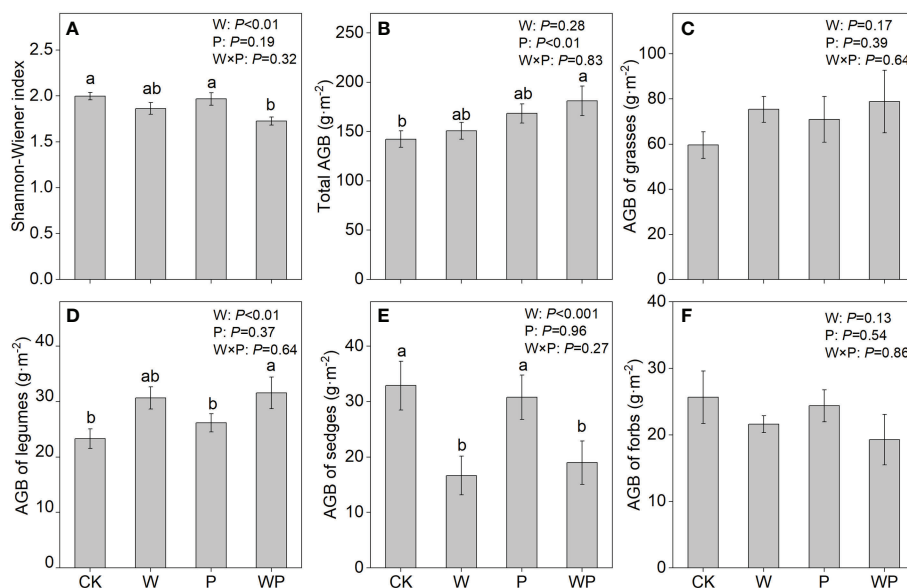 A
W: P<0.01
P: P=0.19
W×P: P=0.32
2.5
2.0
1.5
1.0
0.5
0.0
Shannon-Wiener index
a
ab
a
b
B
W: P=0.28
P: P<0.01
W×P: P=0.83
250
200
150
100
50
0
Total AGB (g·m⁻²)
b
ab
ab
a
C
W: P=0.17
P: P=0.39
W×P: P=0.64
100
80
60
40
20
0
AGB of grasses (g·m⁻²)
D
W: P<0.01
P: P=0.37
W×P: P=0.64
40
30
20
10
0
AGB of legumes (g·m⁻²)
b
ab
b
a
CK
W
P
WP
E
W: P<0.001
P: P=0.96
W×P: P=0.27
40
30
20
10
0
AGB of sedges (g·m⁻²)
a
b
a
b
CK
W
P
WP
F
W: P=0.13
P: P=0.54
W×P: P=0.86
40
30
20
10
0
AGB of forbs (g·m⁻²)
CK
W
P
WP